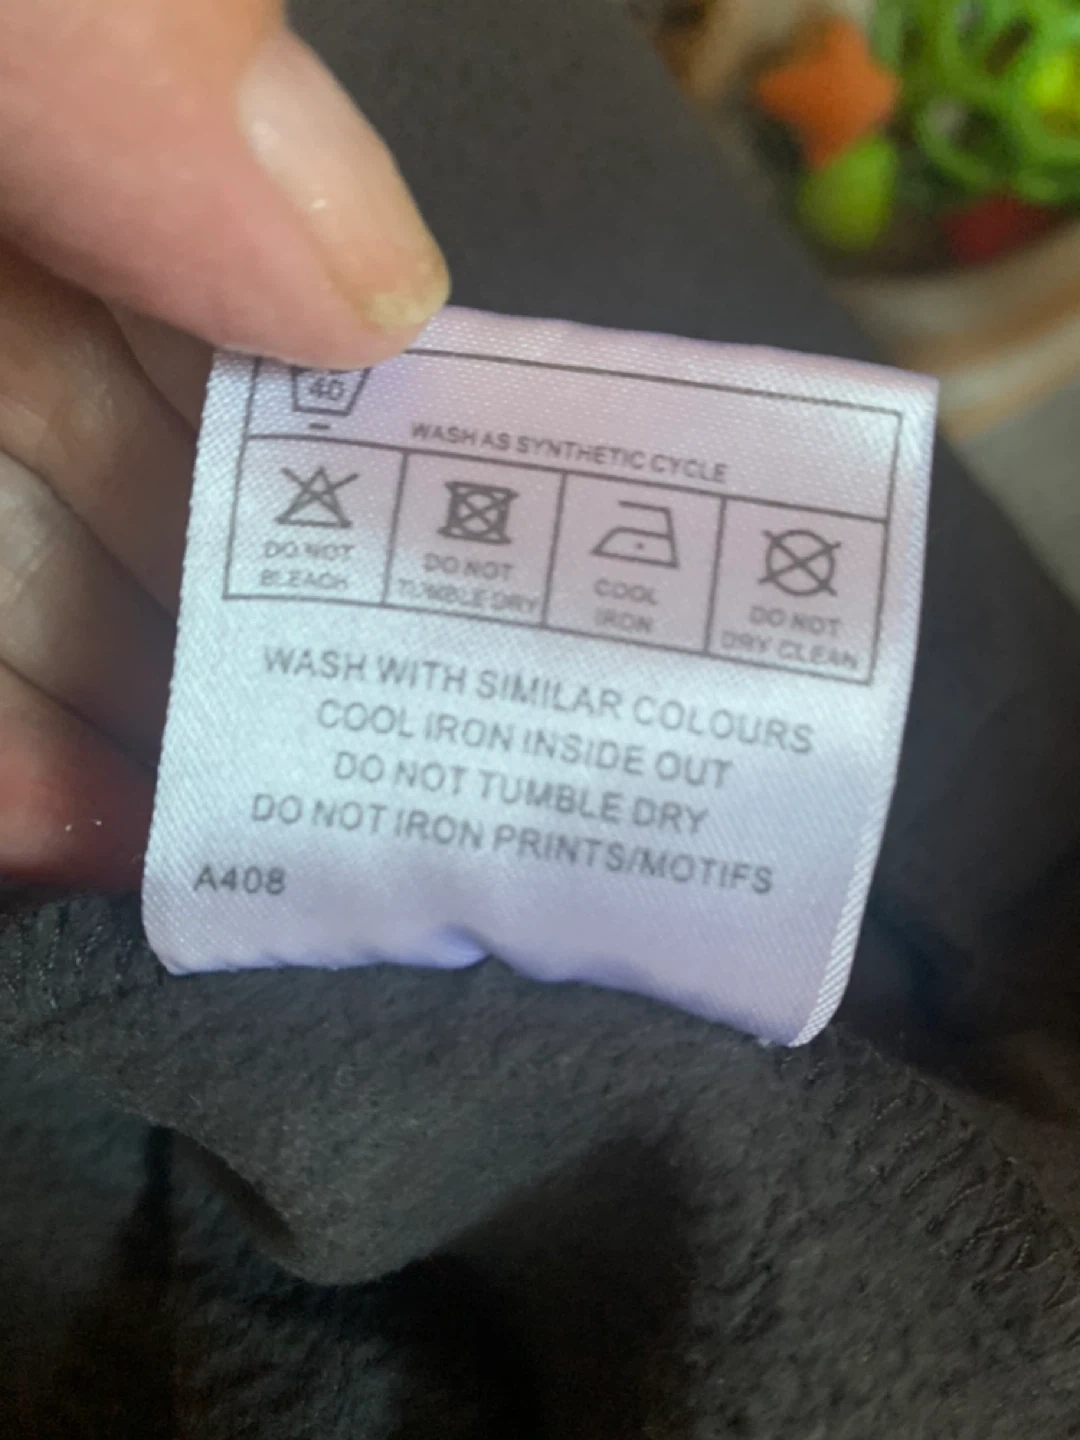 40
WASH AS SYNTHETIC CYCLE
DO NOT
BLEACH
DO NOT
TUMBLE DRY
COOL
IRON
DO NOT
DRY CLEAN
WASH WITH SIMILAR COLOURS
COOL IRON INSIDE OUT
DO NOT TUMBLE DRY
DO NOT IRON PRINTS/MOTIFS
A408